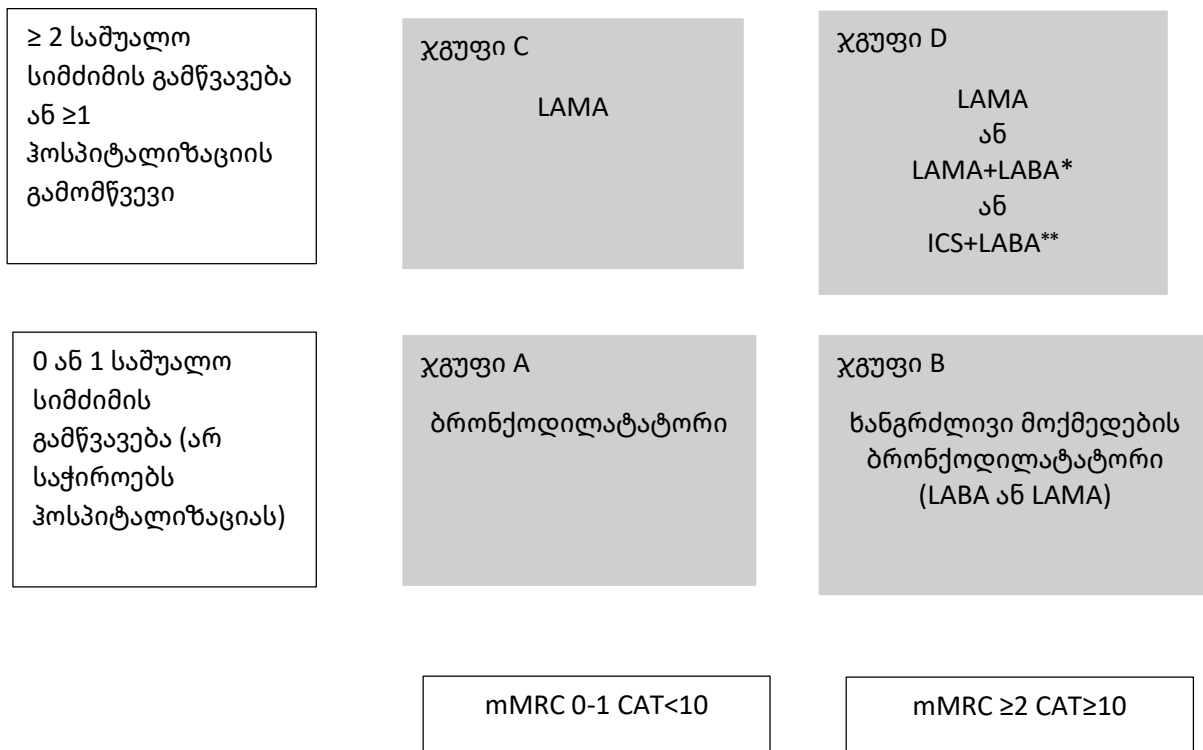 ≥ 2 საშუალო
სიმძიმის გამწვავება
ან ≥1
ჰოსპიტალიზაციის
გამომწვევი
ჯგუფი C
LAMA
ჯგუფი D
LAMA
ან
LAMA+LABA*
ან
ICS+LABA**
0 ან 1 საშუალო
სიმძიმის
გამწვავება (არ
საჭიროებს
ჰოსპიტალიზაციას)
ჯგუფი A
ბრონქოდილატატორი
ჯგუფი B
ხანგრძლივი მოქმედების
ბრონქოდილატატორი
(LABA ან LAMA)
mMRC 0-1 CAT<10
mMRC ≥2 CAT≥10